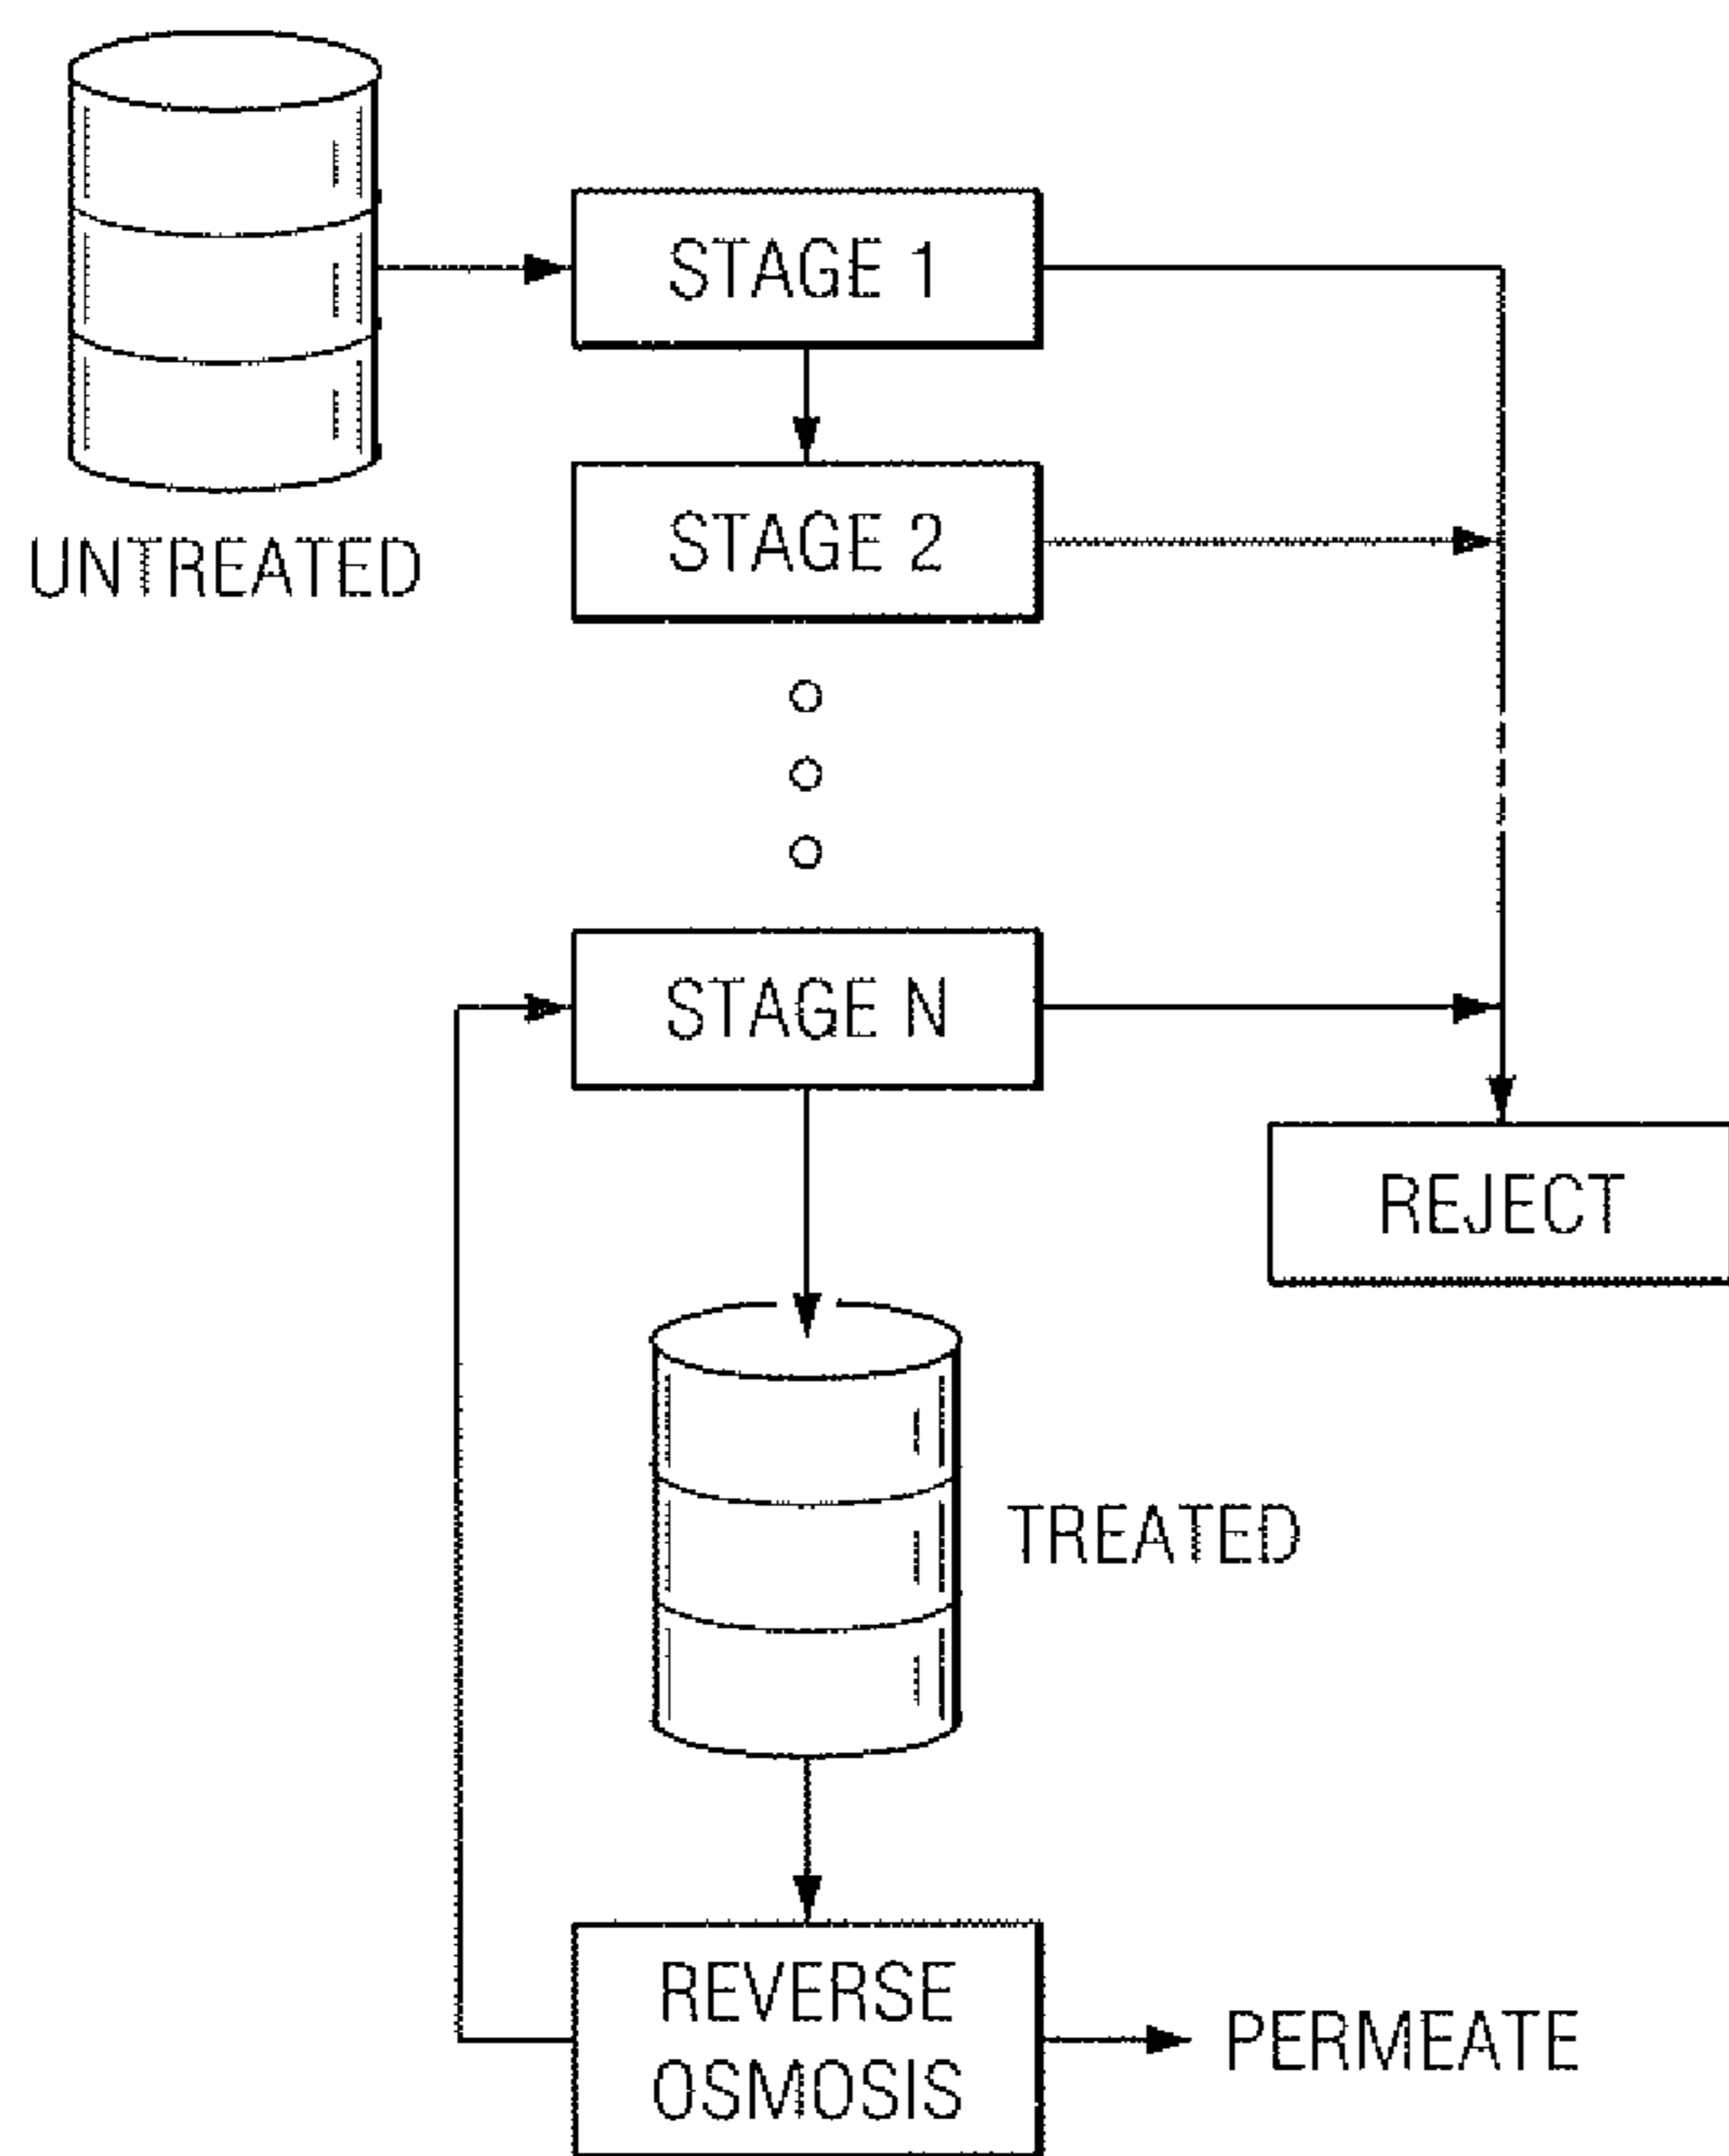 STAGE 1
STAGE 2
UNTREATED
STAGE N
REJECT
TREATED
REVERSE
OSMOSIS
PERMEATE